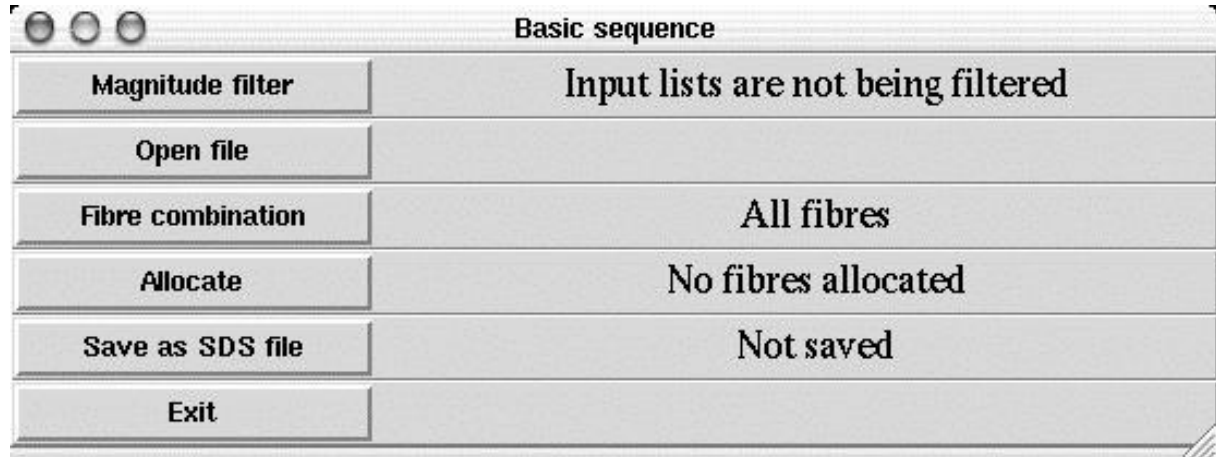 Basic sequence
Magnitude filter Input lists are not being filtered
Open file
Fibre combination All fibres
Allocate No fibres allocated
Save as SDS file Not saved
Exit